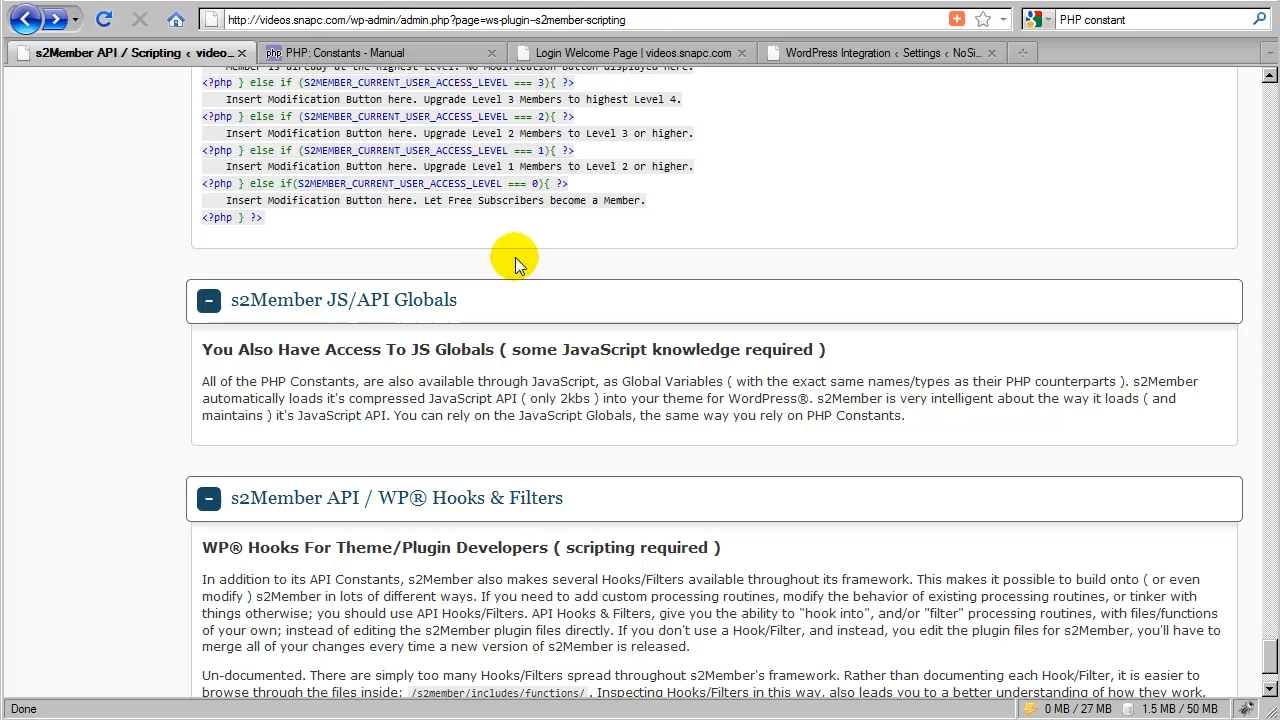 http://videos.snapc.com/wp-admin/admin.php?page=ws-plugin--s2member-scripting
PHP constant
s2Member API / Scripting ‹ video...
PHP: Constants - Manual
Login Welcome Page | videos.snapc.com
WordPress Integration ‹ Settings ‹ NoSi...
<?php } else if (S2MEMBER_CURRENT_USER_ACCESS_LEVEL === 3){ ?>
Insert Modification Button here. Upgrade Level 3 Members to highest Level 4.
<?php } else if (S2MEMBER_CURRENT_USER_ACCESS_LEVEL === 2){ ?>
Insert Modification Button here. Upgrade Level 2 Members to Level 3 or higher.
<?php } else if (S2MEMBER_CURRENT_USER_ACCESS_LEVEL === 1){ ?>
Insert Modification Button here. Upgrade Level 1 Members to Level 2 or higher.
<?php } else if(S2MEMBER_CURRENT_USER_ACCESS_LEVEL === 0){ ?>
Insert Modification Button here. Let Free Subscribers become a Member.
<?php } ?>
s2Member JS/API Globals
You Also Have Access To JS Globals ( some JavaScript knowledge required )
All of the PHP Constants, are also available through JavaScript, as Global Variables ( with the exact same names/types as their PHP counterparts ). s2Member
automatically loads it's compressed JavaScript API ( only 2kbs ) into your theme for WordPress®. s2Member is very intelligent about the way it loads ( and
maintains ) it's JavaScript API. You can rely on the JavaScript Globals, the same way you rely on PHP Constants.
s2Member API / WP® Hooks & Filters
WP® Hooks For Theme/Plugin Developers ( scripting required )
In addition to its API Constants, s2Member also makes several Hooks/Filters available throughout its framework. This makes it possible to build onto ( or even
modify ) s2Member in lots of different ways. If you need to add custom processing routines, modify the behavior of existing processing routines, or tinker with
things otherwise; you should use API Hooks/Filters. API Hooks & Filters, give you the ability to "hook into", and/or "filter" processing routines, with files/functions
of your own; instead of editing the s2Member plugin files directly. If you don't use a Hook/Filter, and instead, you edit the plugin files for s2Member, you'll have to
merge all of your changes every time a new version of s2Member is released.
Un-documented. There are simply too many Hooks/Filters spread throughout s2Member's framework. Rather than documenting each Hook/Filter, it is easier to
browse through the files inside: /s2member/includes/functions/ . Inspecting Hooks/Filters in this way, also leads you to a better understanding of how they work.
Done
0 MB / 27 MB
1.5 MB / 50 MB